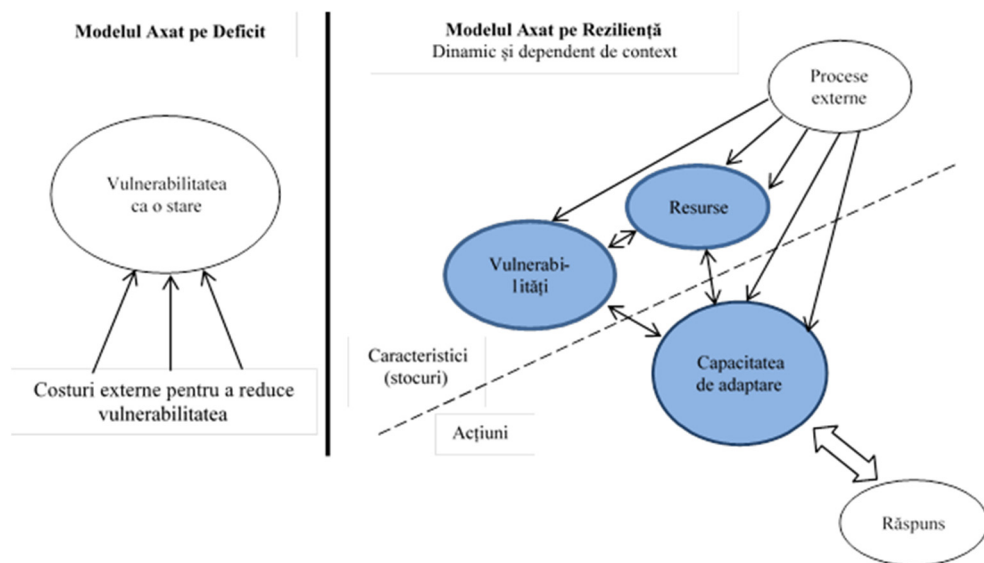 Modelul Axat pe Deficit
Vulnerabilitatea
ca o stare
Costuri externe pentru a reduce
vulnerabilitatea
Modelul Axat pe Reziliență
Dinamic și dependent de context
Procese
externe
Resurse
Vulnerabi-
lități
Caracteristici
(stocuri)
Capacitatea
de adaptare
Acțiuni
Răspuns